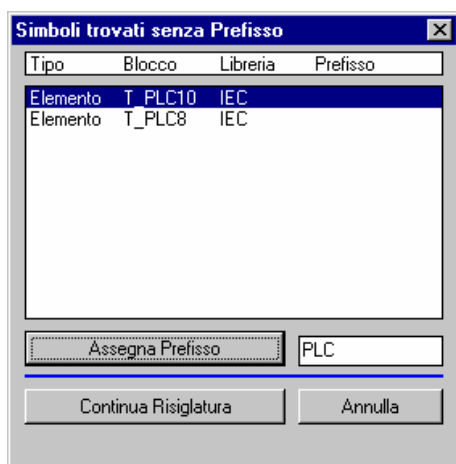 Simboli trovati senza Prefisso
Tipo Blocco Libreria Prefisso
Elemento T_PLC10 IEC
Elemento T_PLC8 IEC
Assegna Prefisso PLC
Continua Risiglatura Annulla